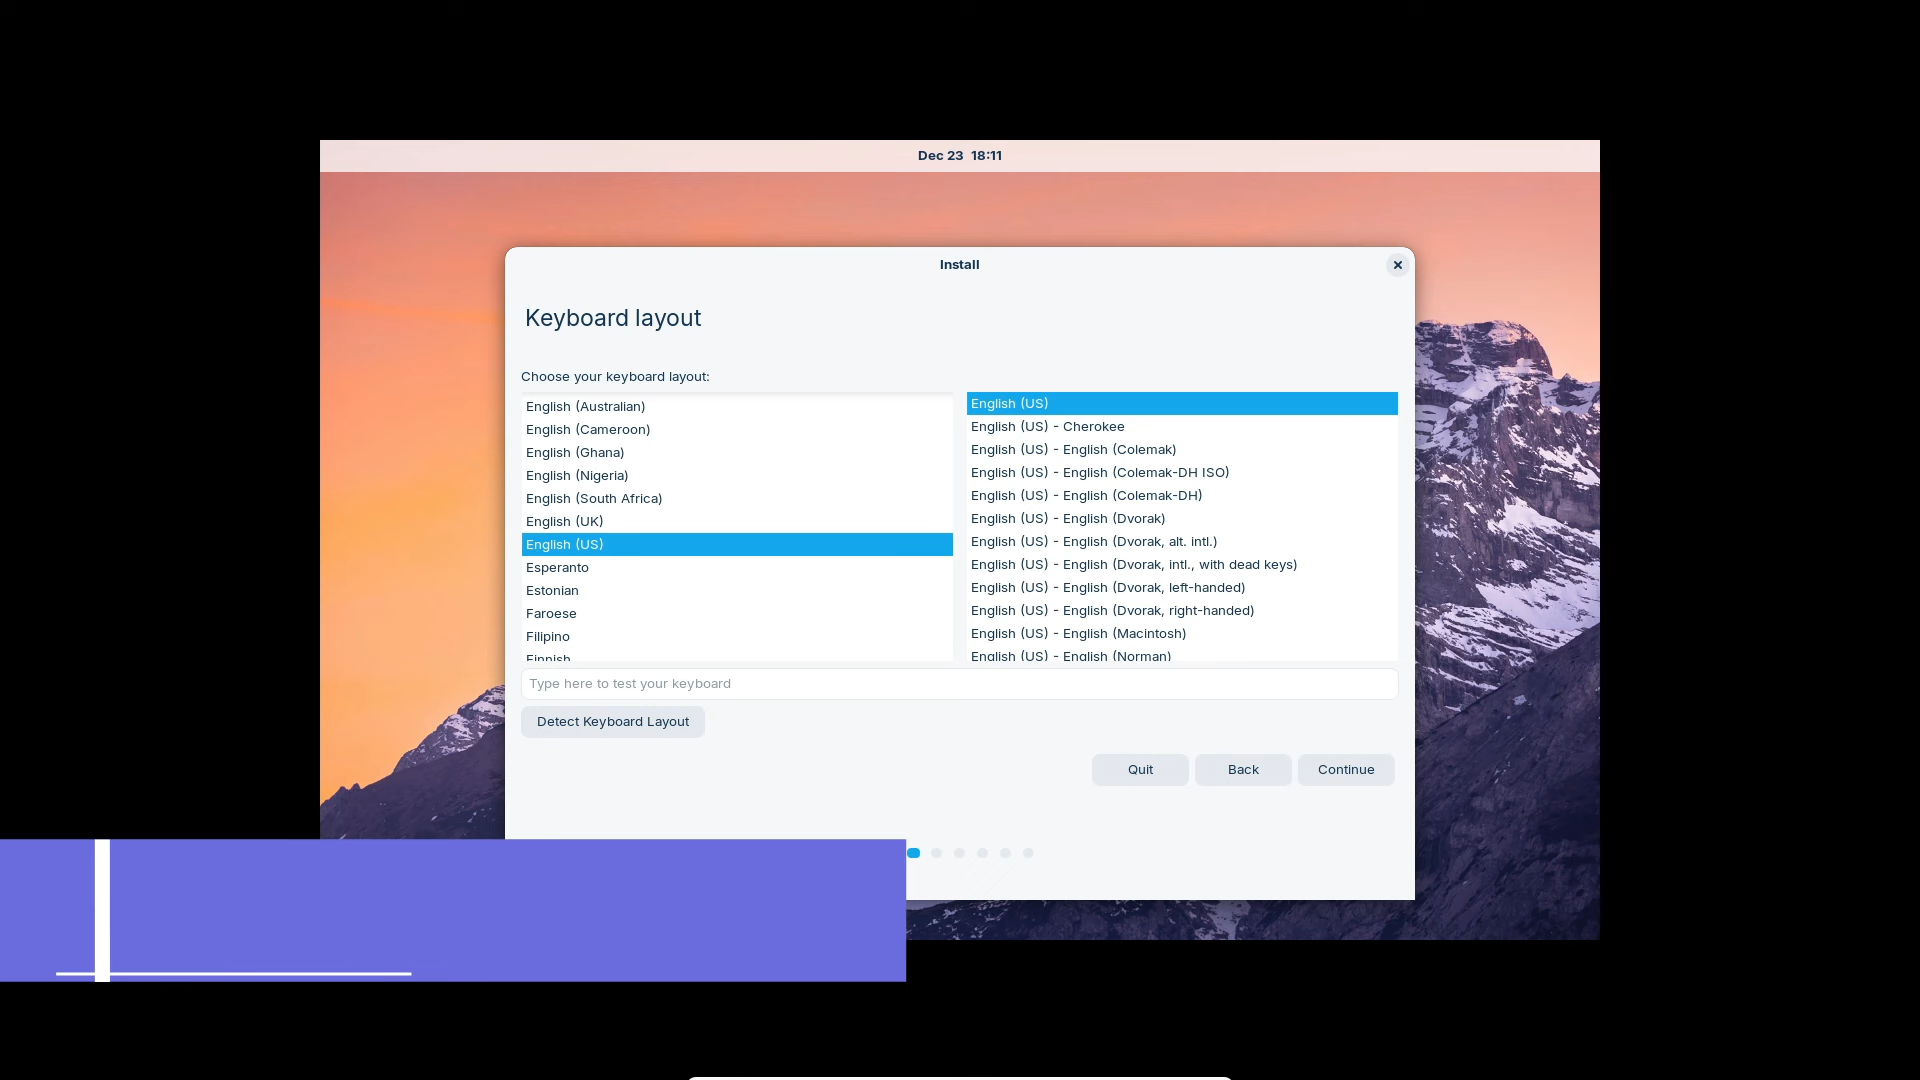 Dec 23  18:11
Install
Keyboard layout
Choose your keyboard layout:
English (Australian)
English (Cameroon)
English (Ghana)
English (Nigeria)
English (South Africa)
English (UK)
English (US)
Esperanto
Estonian
Faroese
Filipino
Finnish
English (US)
English (US) - Cherokee
English (US) - English (Colemak)
English (US) - English (Colemak-DH ISO)
English (US) - English (Colemak-DH)
English (US) - English (Dvorak)
English (US) - English (Dvorak, alt. intl.)
English (US) - English (Dvorak, intl., with dead keys)
English (US) - English (Dvorak, left-handed)
English (US) - English (Dvorak, right-handed)
English (US) - English (Macintosh)
English (US) - English (Norman)
Type here to test your keyboard
Detect Keyboard Layout
Quit
Back
Continue